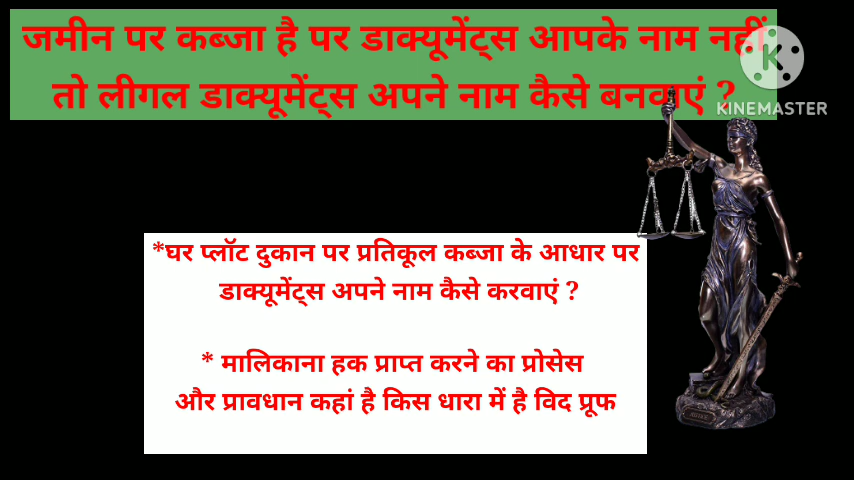 जमीन पर कब्जा है पर डाक्यूमेंट्स आपके नाम नहीं
तो लीगल डाक्यूमेंट्स अपने नाम कैसे बनवाएं ?
KINEMASTER
*घर प्लॉट दुकान पर प्रतिकूल कब्जा के आधार पर
डाक्यूमेंट्स अपने नाम कैसे करवाएं ?
* मालिकाना हक प्राप्त करने का प्रोसेस
और प्रावधान कहां है किस धारा में है विद प्रूफ